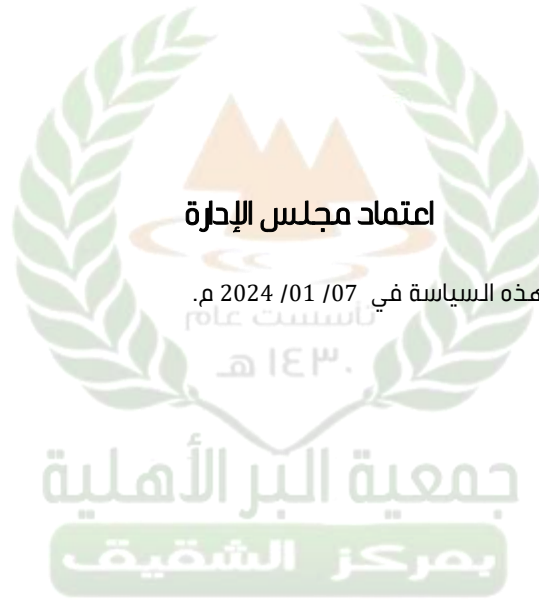 اعتماد مجلس الإدارة
هذه السياسة في 07/ 01/ 2024 م.
تأسست عام
١٤٣٠ هـ
جمعية البر الأهلية
بمركز الشقيق